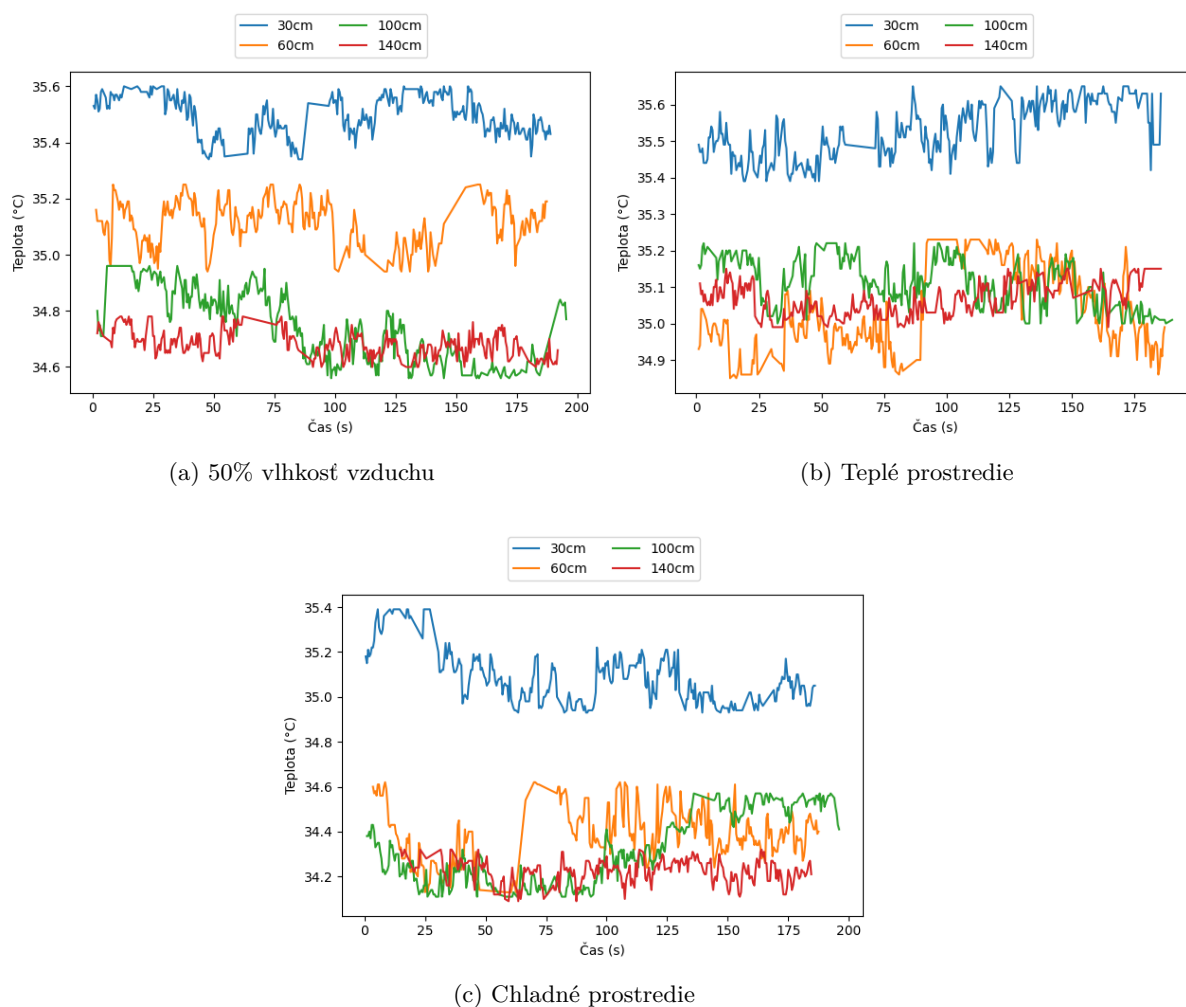 30cm 100cm
60cm 140cm
35.6
35.4
35.2
35.0
34.8
34.6
Teplota (°C)
0 25 50 75 100 125 150 175 200
Čas (s)
(a) 50% vlhkosť vzduchu
30cm 100cm
60cm 140cm
35.6
35.5
35.4
35.3
35.2
35.1
35.0
34.9
Teplota (°C)
0 25 50 75 100 125 150 175
Čas (s)
(b) Teplé prostredie
30cm 100cm
60cm 140cm
35.4
35.2
35.0
34.8
34.6
34.4
34.2
Teplota (°C)
0 25 50 75 100 125 150 175 200
Čas (s)
(c) Chladné prostredie